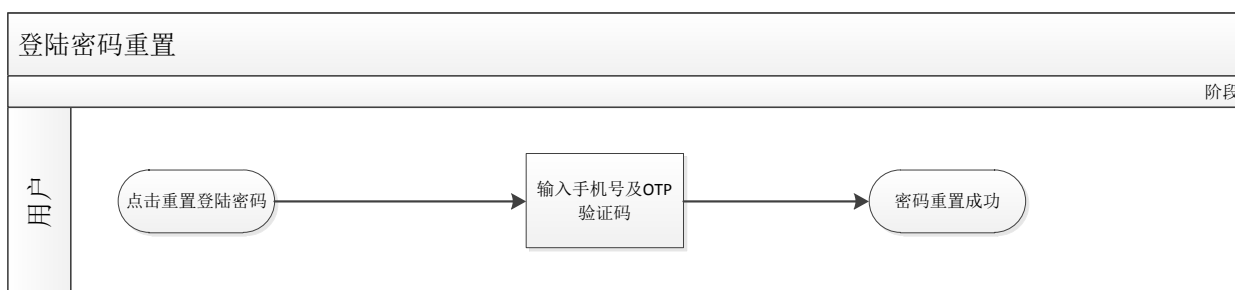 登陆密码重置
阶段
用户
点击重置登陆密码
输入手机号及OTP
验证码
密码重置成功